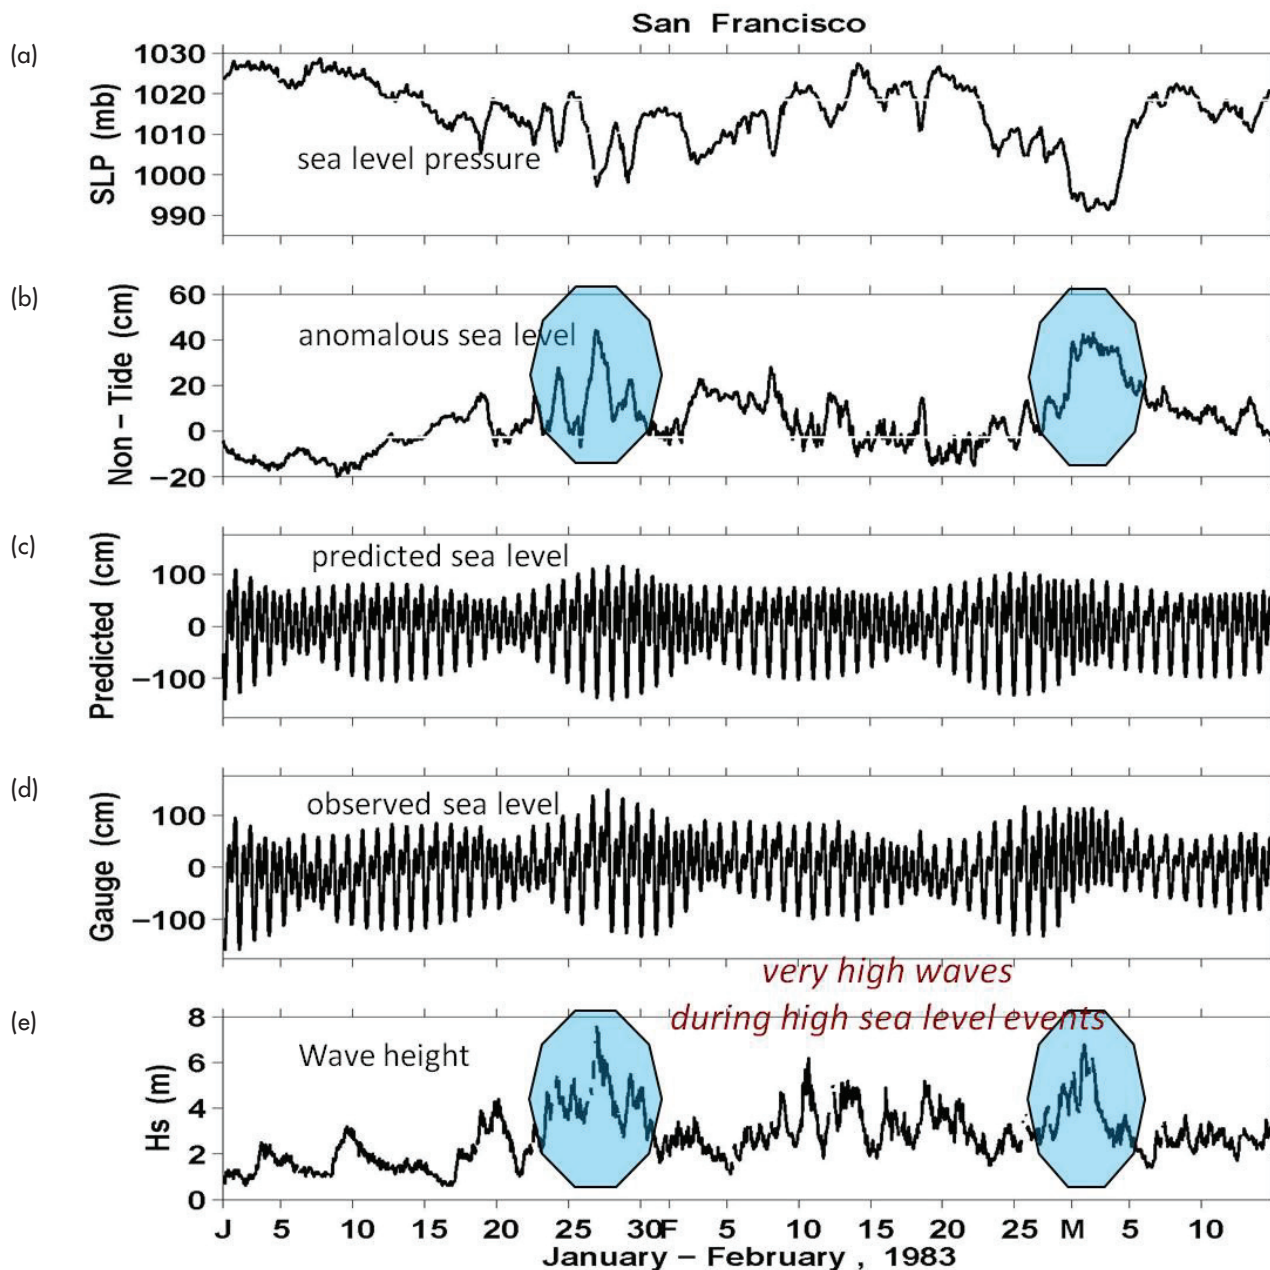 San Francisco
(a)
SLP (mb)
1030
1020
1010
1000
990
sea level pressure
(b)
Non – Tide (cm)
60
40
20
0
–20
anomalous sea level
(c)
Predicted (cm)
100
0
–100
predicted sea level
(d)
Gauge (cm)
100
0
–100
observed sea level
very high waves
during high sea level events
(e)
Hs (m)
8
6
4
2
0
Wave height
J 5 10 15 20 25 30 F 5 10 15 20 25 M 5 10
January – February , 1983